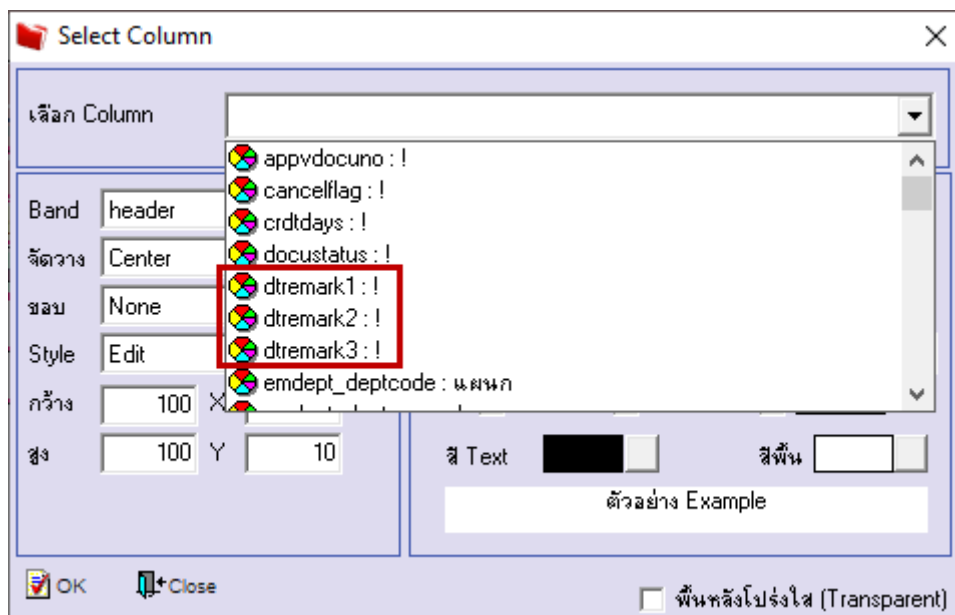 Select Column
เลือก Column
appvdocuno : !
cancelflag : !
crdtdays : !
docustatus : !
dtremark1 : !
dtremark2 : !
dtremark3 : !
emdept_deptcode : แผนก
Band header
จัดวาง Center
ขอบ None
Style Edit
กว้าง 100 X
สูง 100 Y 10
สี Text
สีพื้น
ตัวอย่าง Example
OK
Close
พื้นหลังโปร่งใส (Transparent)